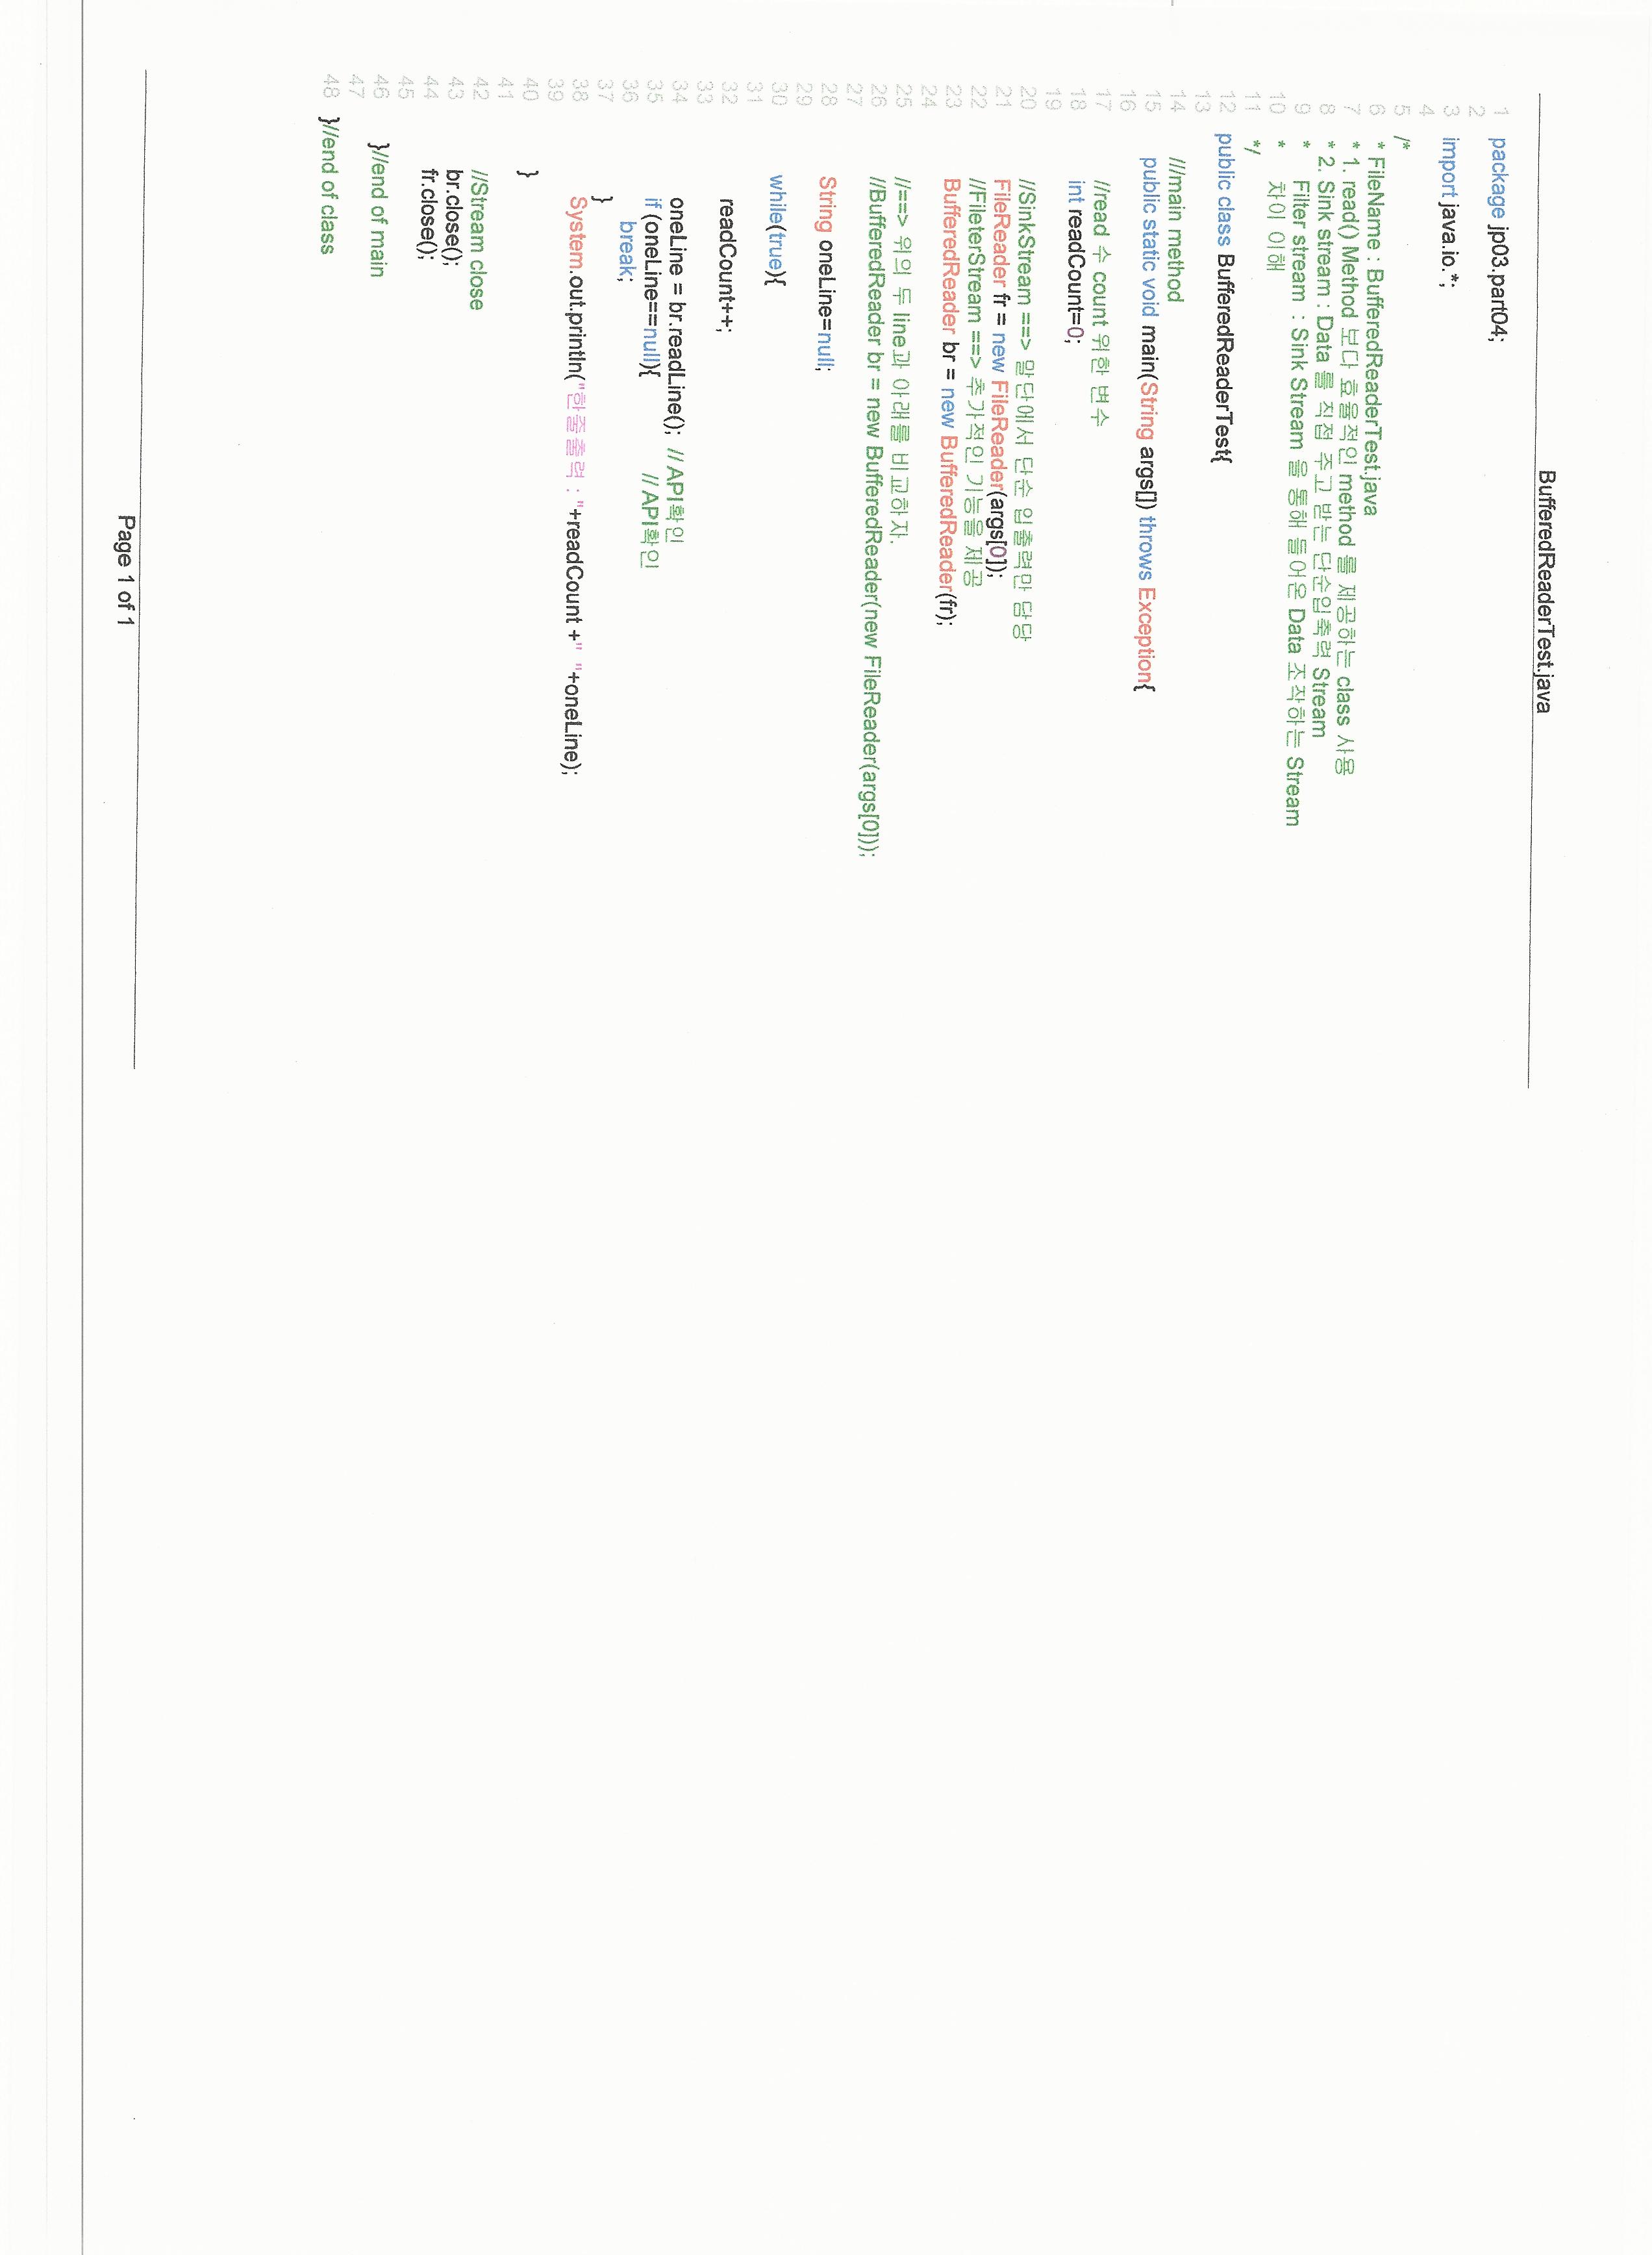 BufferedReaderTest.java
1 package jp03.part04;
2
3 import java.io.*;
4
5 /*
6 * FileName : BufferedReaderTest.java
7 * 1. read() Method 보다 효율적인 method 를 제공하는 class 사용
8 * 2. Sink stream : Data 를 직접 주고 받는 단순입출력 Stream
9 * Filter stream : Sink Stream 을 통해 들어온 Data 조작하는 Stream
10 * 차이 이해
11 */
12 public class BufferedReaderTest{
13
14 ///main method
15 public static void main(String args[]) throws Exception{
16
17 //read 수 count 위한 변수
18 int readCount=0;
19
20 //SinkStream ==> 말단에서 단순 입출력만 담당
21 FileReader fr = new FileReader(args[0]);
22 //FileterStream ==> 추가적인 기능을 제공
23 BufferedReader br = new BufferedReader(fr);
24
25 //==> 위의 두 line과 아래를 비교하자.
26 //BufferedReader br = new BufferedReader(new FileReader(args[0]));
27
28 String oneLine=null;
29
30 while(true){
31
32 readCount++;
33
34 oneLine = br.readLine(); // API확인
35 if (oneLine==null){ // API확인
36 break;
37 }
38 System.out.println("한줄출력 : "+readCount +" "+oneLine);
39
40 }
41
42 //Stream close
43 br.close();
44 fr.close();
45
46 }//end of main
47
48 }//end of class
Page 1 of 1